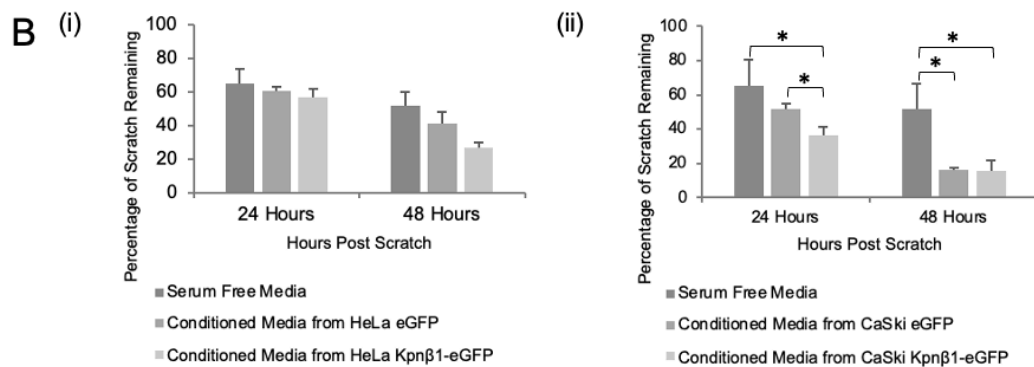 B
(i)
Percentage of Scratch Remaining
100
80
60
40
20
0
24 Hours
48 Hours
Hours Post Scratch
Serum Free Media
Conditioned Media from HeLa eGFP
Conditioned Media from HeLa Kpnβ1-eGFP
(ii)
Percentage of Scratch Remaining
100
80
60
40
20
0
*
*
*
*
24 Hours
48 Hours
Hours Post Scratch
Serum Free Media
Conditioned Media from CaSki eGFP
Conditioned Media from CaSki Kpnβ1-eGFP